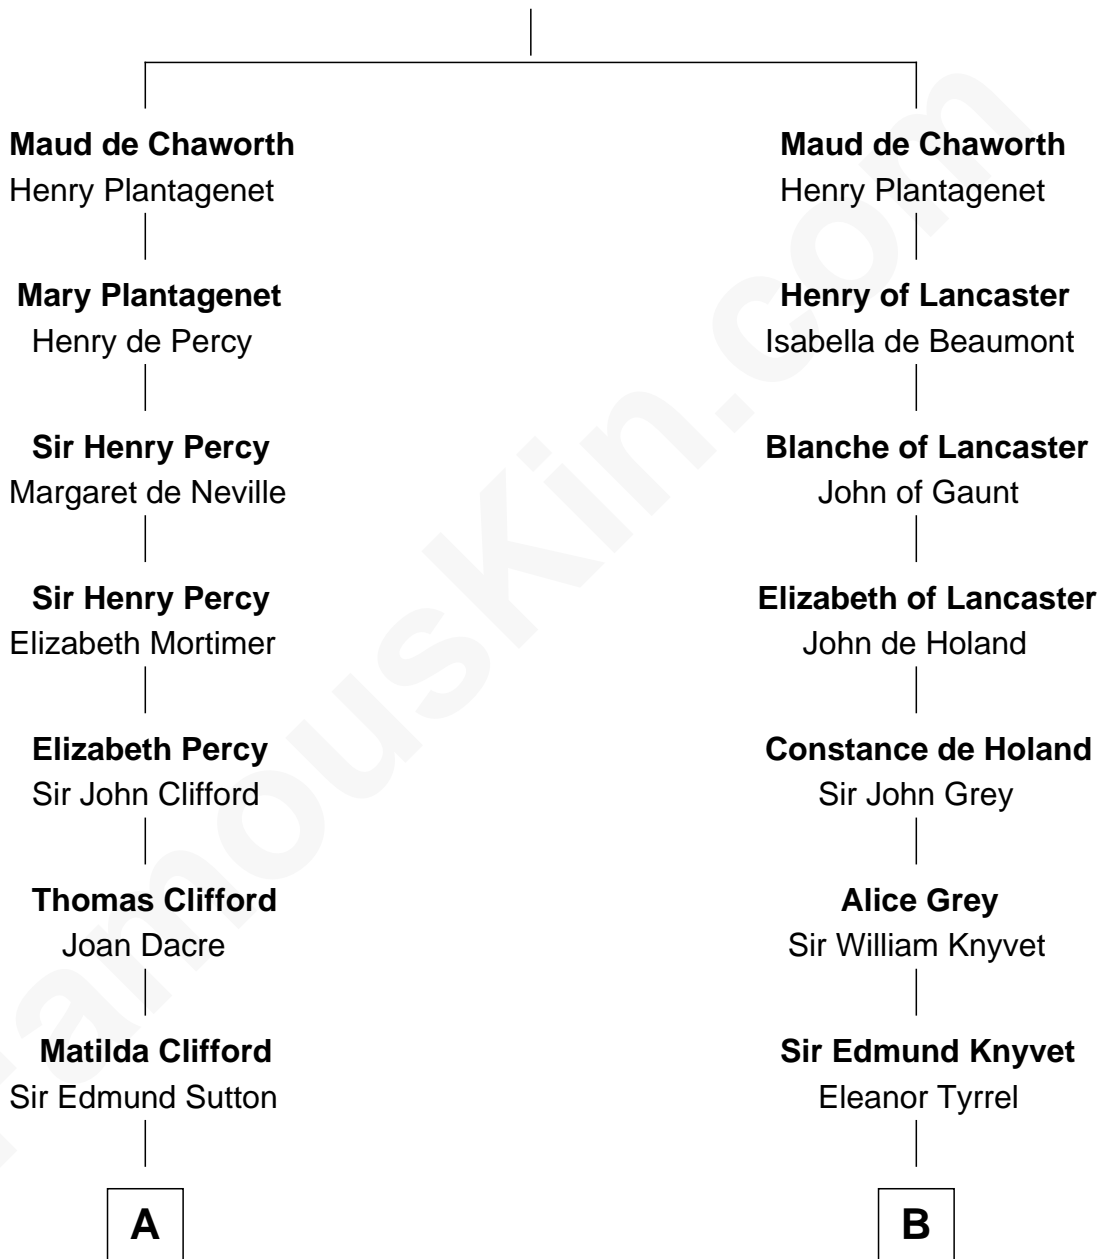 Maud de Chaworth
Henry Plantagenet
Mary Plantagenet
Henry de Percy
Sir Henry Percy
Margaret de Neville
Sir Henry Percy
Elizabeth Mortimer
Elizabeth Percy
Sir John Clifford
Thomas Clifford
Joan Dacre
Matilda Clifford
Sir Edmund Sutton
A
Maud de Chaworth
Henry Plantagenet
Henry of Lancaster
Isabella de Beaumont
Blanche of Lancaster
John of Gaunt
Elizabeth of Lancaster
John de Holand
Constance de Holand
Sir John Grey
Alice Grey
Sir William Knyvet
Sir Edmund Knyvet
Eleanor Tyrrel
B
FamousKin.com